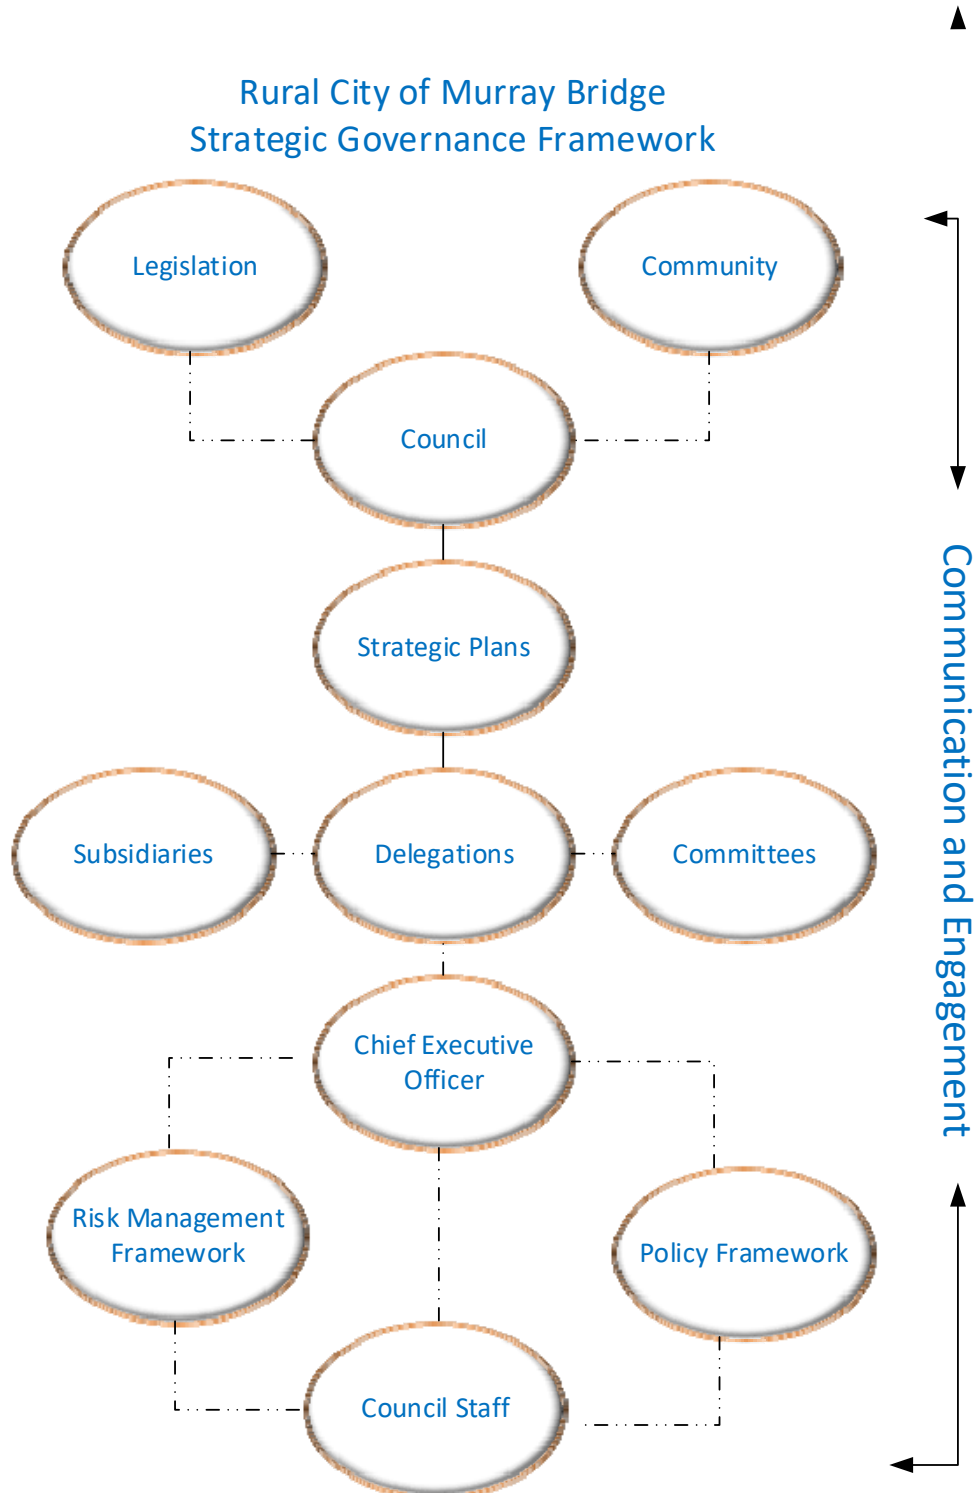 Rural City of Murray Bridge
Strategic Governance Framework
Legislation
Community
Council
Strategic Plans
Subsidiaries
Delegations
Committees
Chief Executive
Officer
Risk Management
Framework
Policy Framework
Council Staff
Communication and Engagement